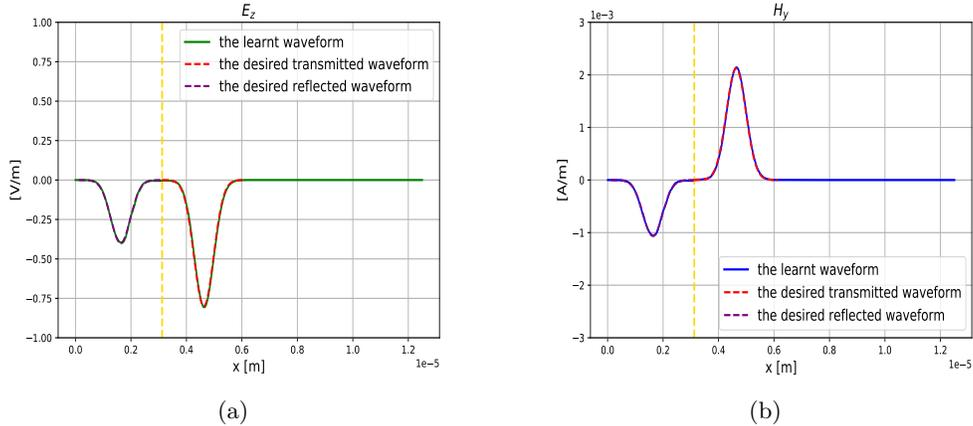 E_z
1.00
0.75
0.50
0.25
0.00
−0.25
−0.50
−0.75
−1.00
[V/m]
the learnt waveform
the desired transmitted waveform
the desired reflected waveform
0.0 0.2 0.4 0.6 0.8 1.0 1.2
1e−5
x [m]
(a)
1e−3
H_y
3
2
1
0
−1
−2
−3
[A/m]
the learnt waveform
the desired transmitted waveform
the desired reflected waveform
0.0 0.2 0.4 0.6 0.8 1.0 1.2
1e−5
x [m]
(b)